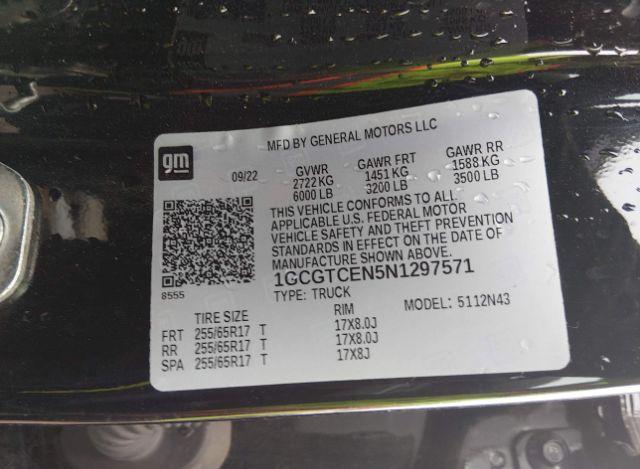 MFD BY GENERAL MOTORS LLC
gm
09/22 GVWR GAWR FRT GAWR RR
2722 KG 1451 KG 1588 KG
6000 LB 3200 LB 3500 LB
THIS VEHICLE CONFORMS TO ALL
APPLICABLE U.S. FEDERAL MOTOR
VEHICLE SAFETY AND THEFT PREVENTION
STANDARDS IN EFFECT ON THE DATE OF
MANUFACTURE SHOWN ABOVE.
8555 1GCGTCEN5N1297571
TYPE: TRUCK MODEL: 5112N43
TIRE SIZE RIM
FRT 255/65R17 T 17X8.0J
RR 255/65R17 T 17X8.0J
SPA 255/65R17 T 17X8J